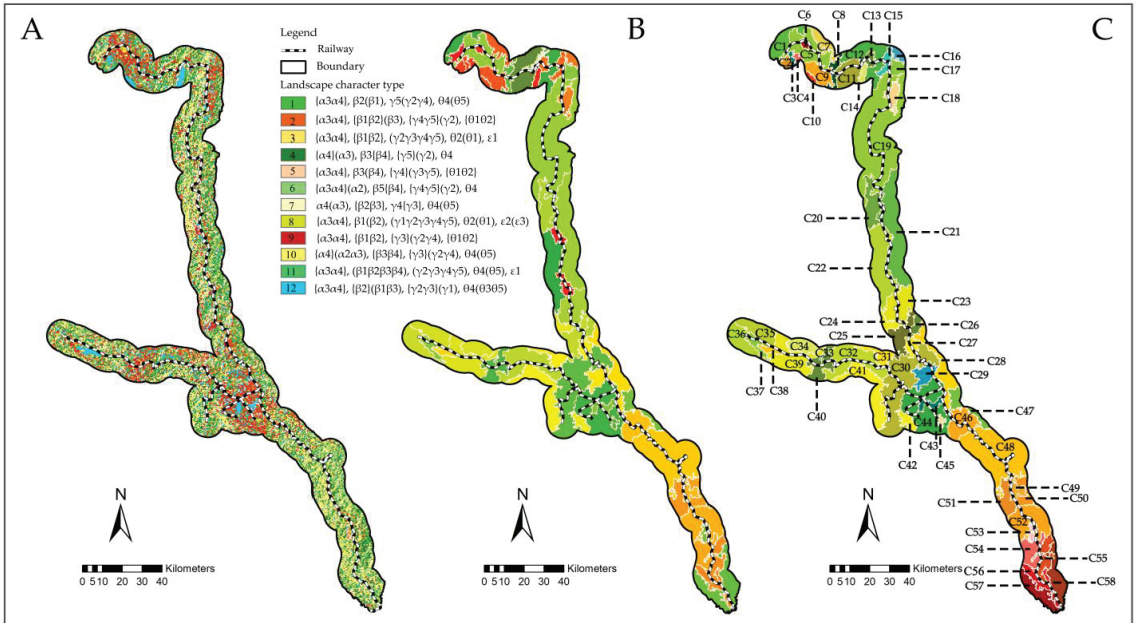 A
B
C
Legend
Railway
Boundary
Landscape character type
1 {α3α4}, β2(β1), γ5(γ2γ4), θ4(θ5)
2 {α3α4}, {β1β2}(β3), {γ4γ5}(γ2), {θ1θ2}
3 {α3α4}, {β1β2}, (γ2γ3γ4γ5), θ2(θ1), ε1
4 {α4}(α3), β3{β4}, {γ5}(γ2), θ4
5 {α3α4}, β3(β4), {γ4}(γ3γ5), {θ1θ2}
6 {α3α4}(α2), β5{β4}, {γ4γ5}(γ2), θ4
7 α4(α3), {β2β3}, γ4{γ3}, θ4(θ5)
8 {α3α4}, β1(β2), (γ1γ2γ3γ4γ5), θ2(θ1), ε2(ε3)
9 {α3α4}, {β1β2}, {γ3}(γ2γ4), {θ1θ2}
10 {α4}(α2α3), {β3β4}, {γ3}(γ2γ4), θ4(θ5)
11 {α3α4}, (β1β2β3β4), (γ2γ3γ4γ5), θ4(θ5), ε1
12 {α3α4}, {β2}(β1β3), {γ2γ3}(γ1), θ4(θ3θ5)
N
0 5 10 20 30 40 Kilometers
N
0 5 10 20 30 40 Kilometers
N
0 5 10 20 30 40 Kilometers
C6
C8
C13
C15
C1
C7
C5
C12
C16
C2
C9
C11
C17
C3
C4
C14
C10
C18
C19
C20
C21
C22
C23
C24
C26
C25
C27
C36
C35
C34
C33
C32
C31
C28
C30
C29
C39
C41
C37
C38
C40
C47
C46
C44
C43
C42
C45
C48
C49
C50
C51
C52
C53
C54
C55
C56
C57
C58